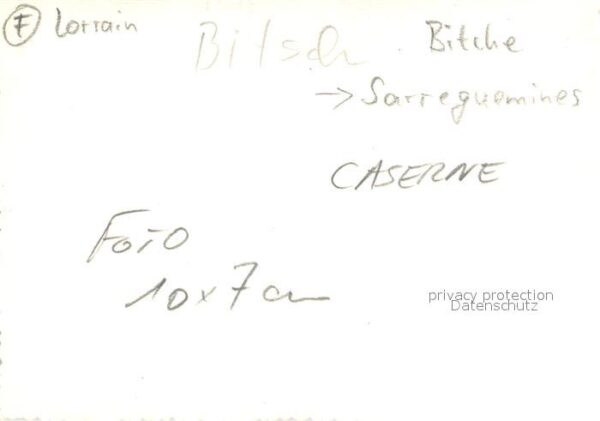 F Lorrain
Bitsch Bitche
→ Sarreguemines
CASERNE
FOTO
10x7cm
privacy protection
Datenschutz